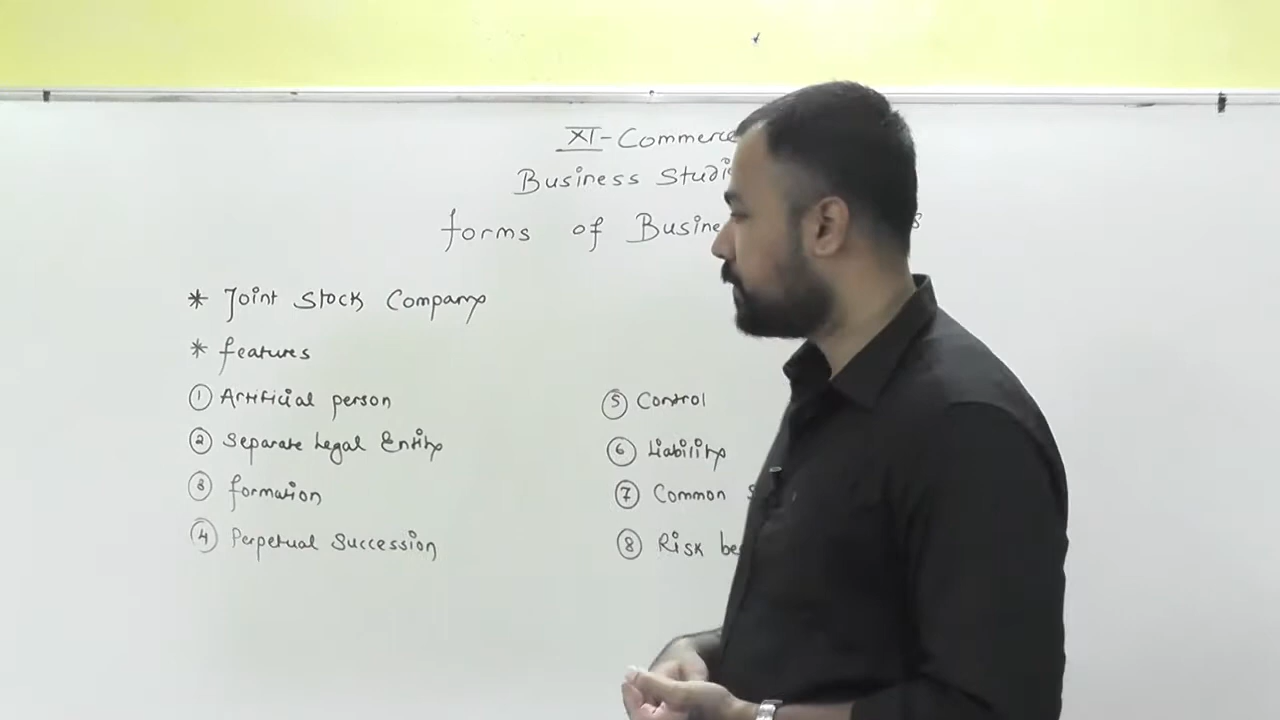 XI-Commerce
Business Studi
forms of Busine s
* Joint Stock Company
* features
① Artificial person
② Separate Legal Entity
③ formation
④ Perpetual Succession
⑤ Control
⑥ Liability
⑦ Common S
⑧ Risk be